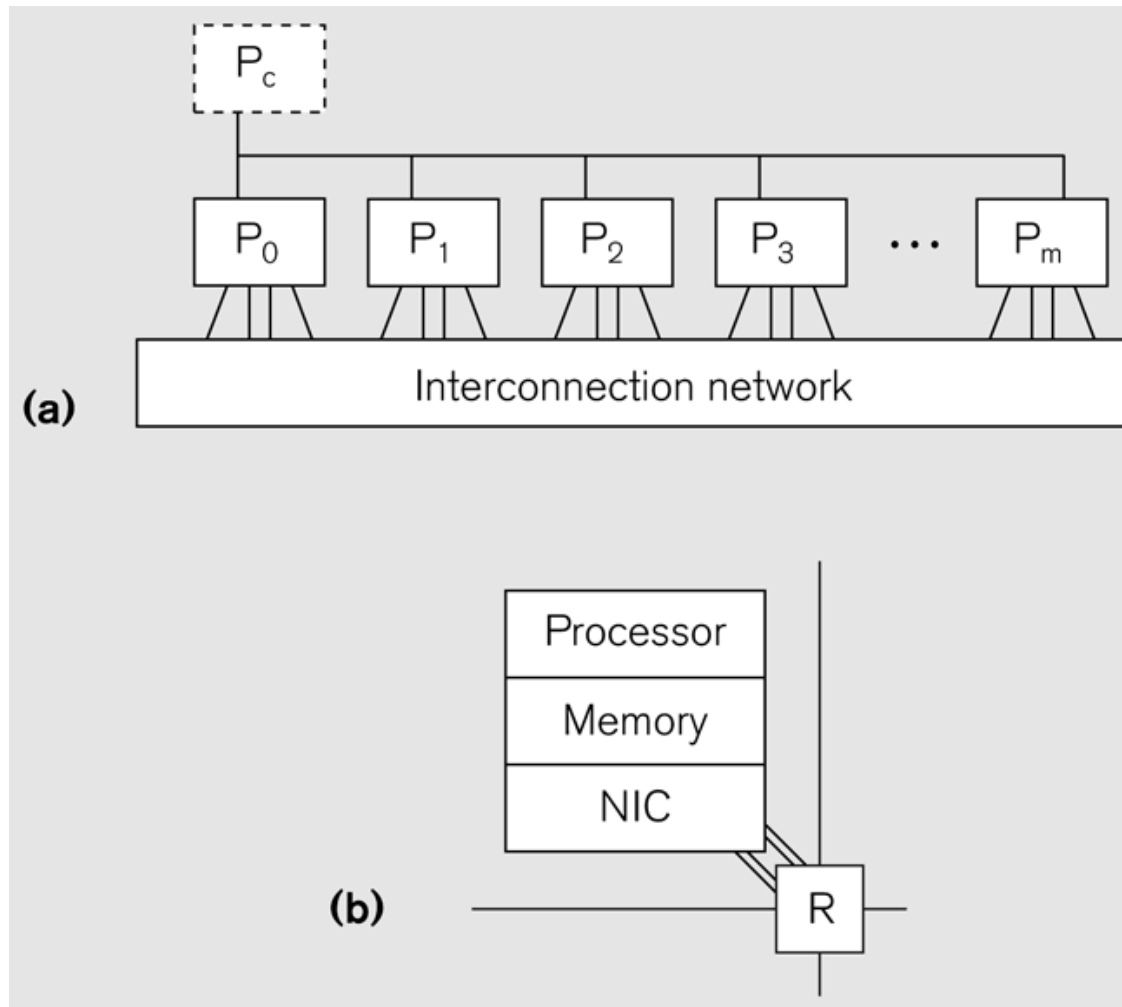 Pc
P0 P1 P2 P3 ... Pm
Interconnection network
(a)
Processor
Memory
NIC
(b)
R